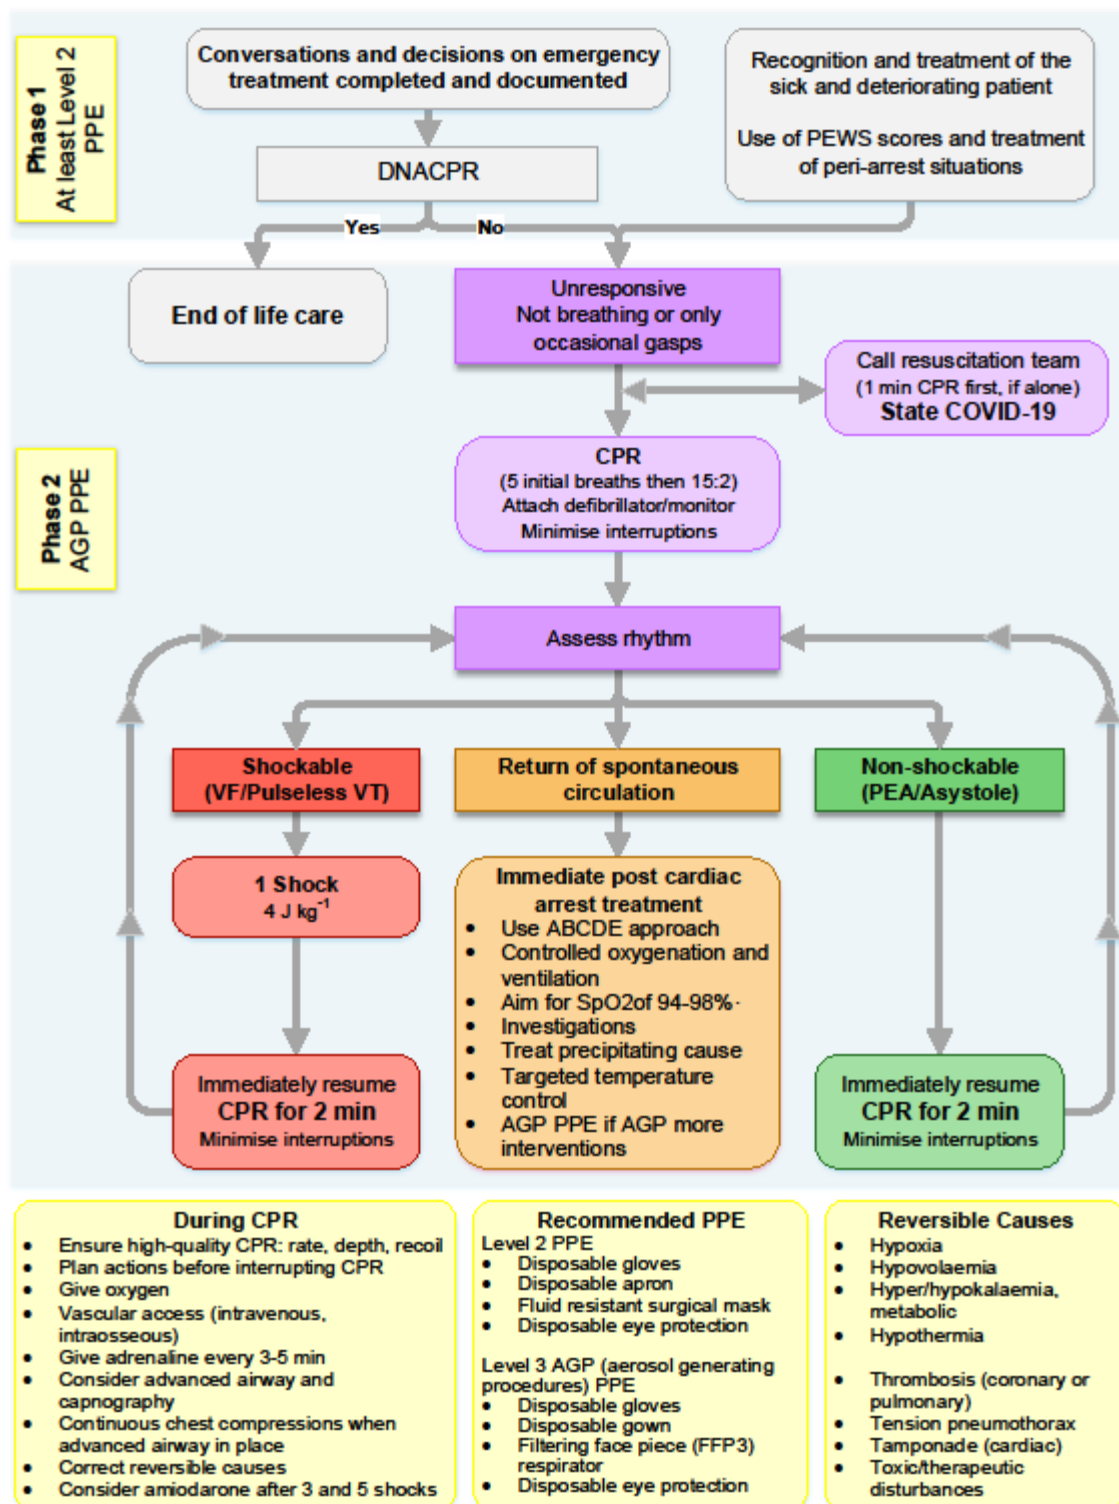 Phase 1
At least Level 2
PPE
Conversations and decisions on emergency
treatment completed and documented
Recognition and treatment of the
sick and deteriorating patient
Use of PEWS scores and treatment
of peri-arrest situations
DNACPR
Yes
No
End of life care
Unresponsive
Not breathing or only
occasional gasps
Call resuscitation team
(1 min CPR first, if alone)
State COVID-19
Phase 2
AGP PPE
CPR
(5 initial breaths then 15:2)
Attach defibrillator/monitor
Minimise interruptions
Assess rhythm
Shockable
(VF/Pulseless VT)
Return of spontaneous
circulation
Non-shockable
(PEA/Asystole)
1 Shock
4 J kg⁻¹
Immediate post cardiac
arrest treatment
• Use ABCDE approach
• Controlled oxygenation and
ventilation
• Aim for SpO2of 94-98%·
• Investigations
• Treat precipitating cause
• Targeted temperature
control
• AGP PPE if AGP more
interventions
Immediately resume
CPR for 2 min
Minimise interruptions
Immediately resume
CPR for 2 min
Minimise interruptions
During CPR
• Ensure high-quality CPR: rate, depth, recoil
• Plan actions before interrupting CPR
• Give oxygen
• Vascular access (intravenous,
intraosseous)
• Give adrenaline every 3-5 min
• Consider advanced airway and
capnography
• Continuous chest compressions when
advanced airway in place
• Correct reversible causes
• Consider amiodarone after 3 and 5 shocks
Recommended PPE
Level 2 PPE
• Disposable gloves
• Disposable apron
• Fluid resistant surgical mask
• Disposable eye protection
Level 3 AGP (aerosol generating
procedures) PPE
• Disposable gloves
• Disposable gown
• Filtering face piece (FFP3)
respirator
• Disposable eye protection
Reversible Causes
• Hypoxia
• Hypovolaemia
• Hyper/hypokalaemia,
metabolic
• Hypothermia
• Thrombosis (coronary or
pulmonary)
• Tension pneumothorax
• Tamponade (cardiac)
• Toxic/therapeutic
disturbances